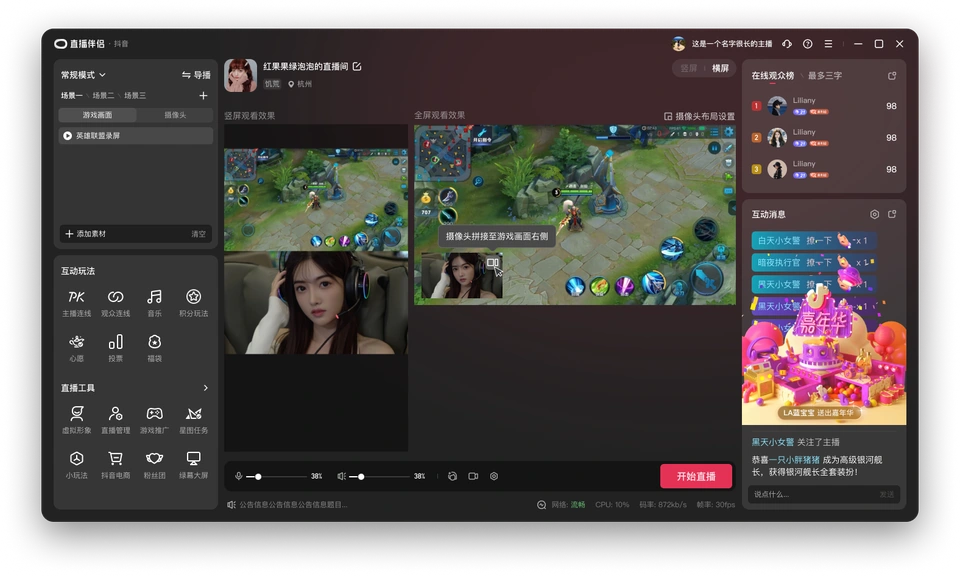 直播伴侣 · 抖音
这是一个名字很长的主播
常规模式
导播
场景一
场景二
场景三
游戏画面
摄像头
英雄联盟录屏
添加素材
清空
互动玩法
主播连线
观众连线
音乐
积分玩法
心愿
投票
福袋
直播工具
虚拟形象
直播管理
游戏推广
星图任务
小玩法
抖音电商
粉丝团
绿幕大屏
红果果绿泡泡的直播间
饥荒
杭州
竖屏
横屏
竖屏观看效果
全屏观看效果
摄像头布局设置
摄像头拼接至游戏画面右侧
38%
38%
开始直播
公告信息公告信息公告信息题目...
网络: 流畅
CPU: 10%
码率: 872kb/s
帧率: 30fps
在线观众榜
最多三字
1
Liliany
98
2
Liliany
98
3
Liliany
98
互动消息
白天小女警 撩一下 x 1
暗夜执行官 撩一下 x 1
黑天小女警
嘉年华
LA蓝宝宝 送出嘉年华
黑天小女警 关注了主播
恭喜一只小胖猪猪 成为高级银河舰
长，获得银河舰长全套装扮！
说点什么...
发送